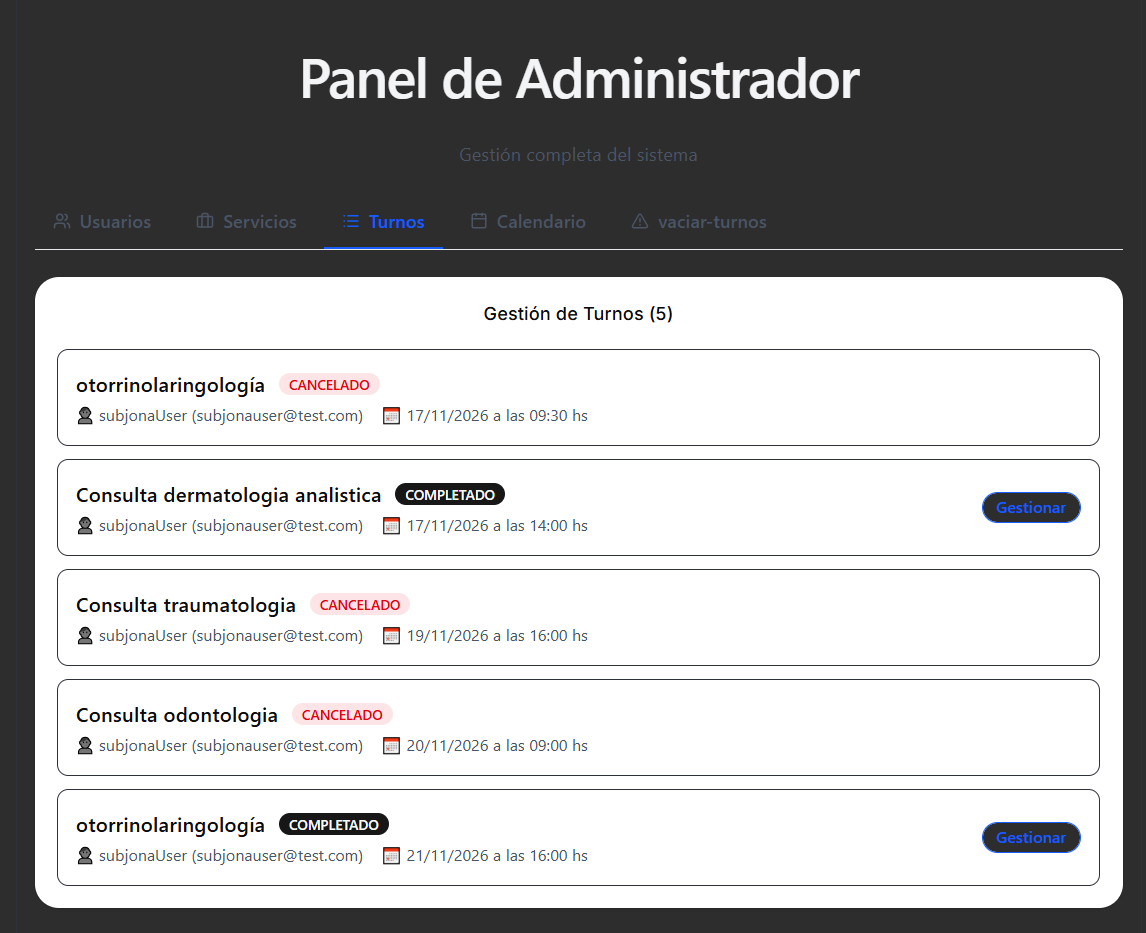 Panel de Administrador
Gestión completa del sistema
Usuarios Servicios Turnos Calendario vaciar-turnos
Gestión de Turnos (5)
otorrinolaringología CANCELADO
subjonaUser (subjonauser@test.com) 17/11/2026 a las 09:30 hs
Consulta dermatologia analistica COMPLETADO
subjonaUser (subjonauser@test.com) 17/11/2026 a las 14:00 hs
Gestionar
Consulta traumatologia CANCELADO
subjonaUser (subjonauser@test.com) 19/11/2026 a las 16:00 hs
Consulta odontologia CANCELADO
subjonaUser (subjonauser@test.com) 20/11/2026 a las 09:00 hs
otorrinolaringología COMPLETADO
subjonaUser (subjonauser@test.com) 21/11/2026 a las 16:00 hs
Gestionar